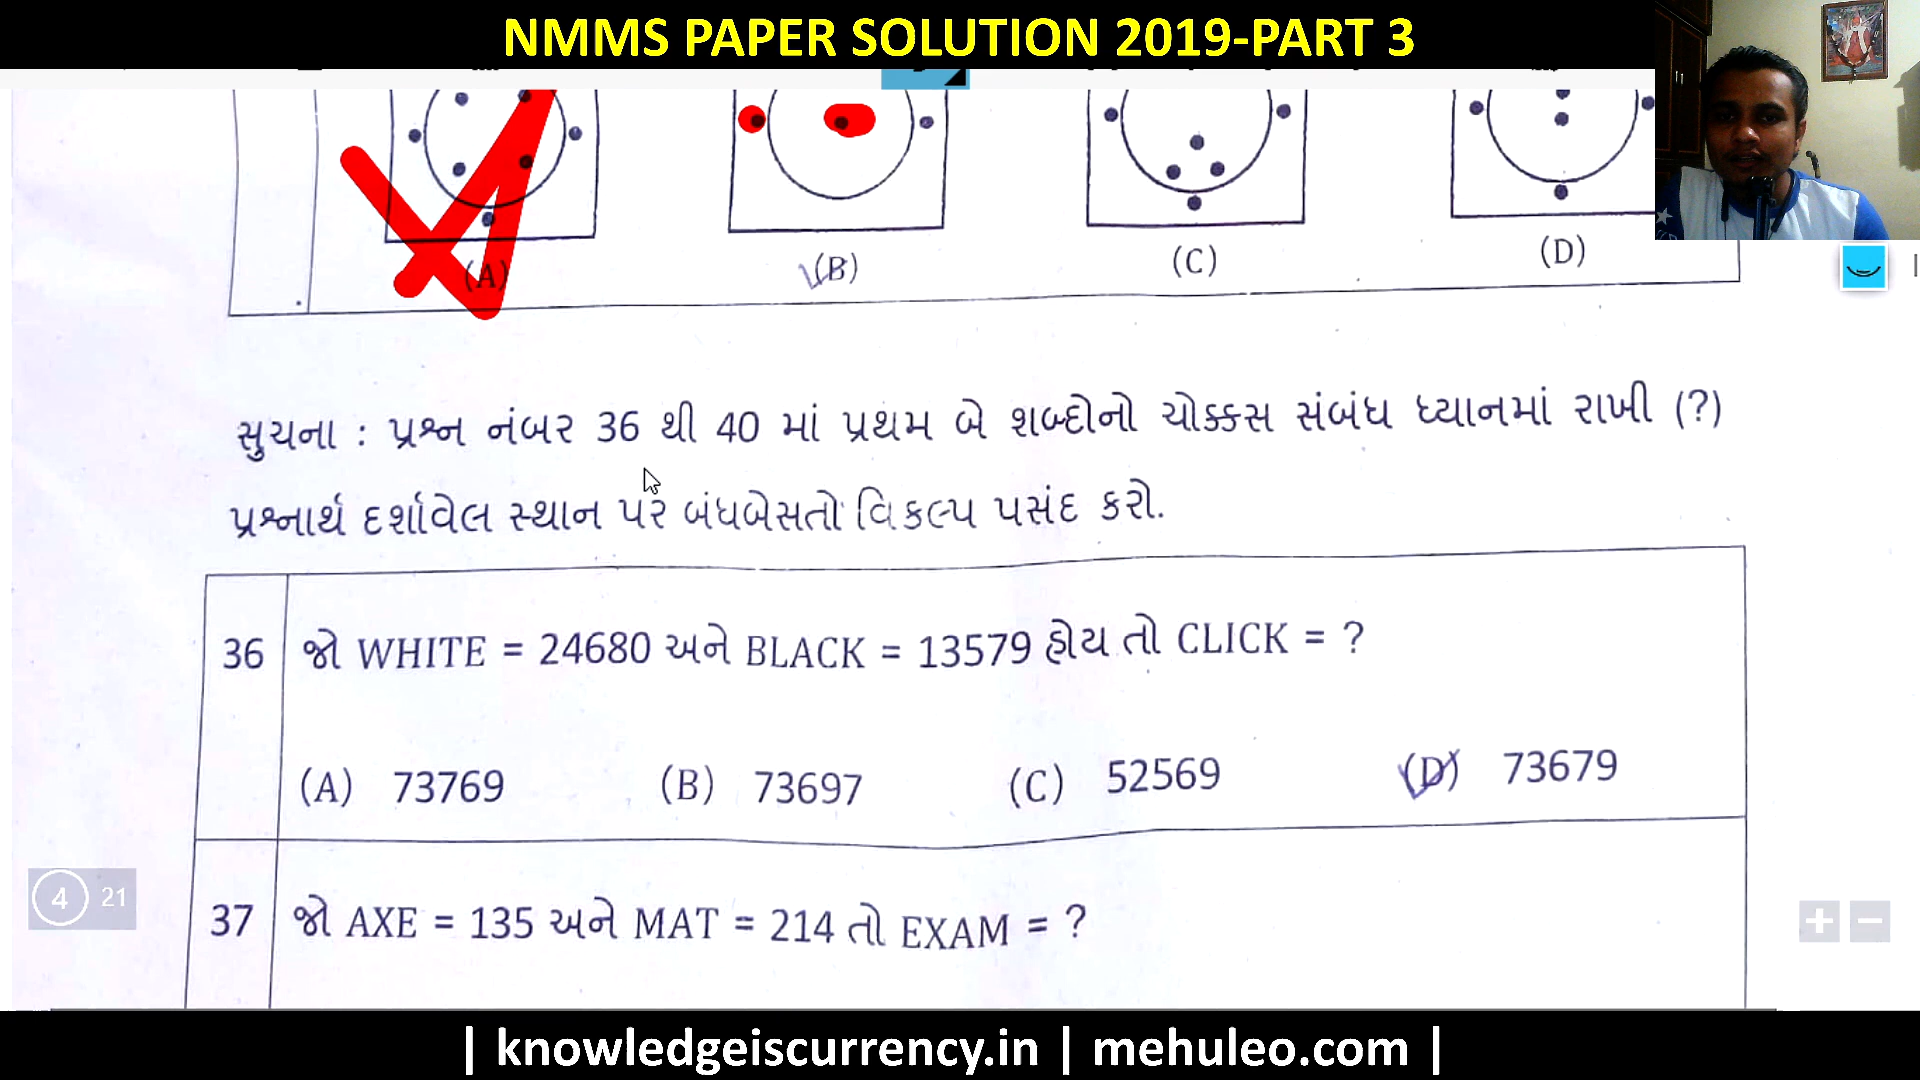 NMMS PAPER SOLUTION 2019-PART 3
(A) (B) (C) (D)
સુચના : પ્રશ્ન નંબર 36 થી 40 માં પ્રથમ બે શબ્દોનો ચોક્કસ સંબંધ ધ્યાનમાં રાખી (?)
પ્રશ્નાર્થ દર્શાવેલ સ્થાન પર બંધબેસતો વિકલ્પ પસંદ કરો.
36 જો WHITE = 24680 અને BLACK = 13579 હોય તો CLICK = ?
(A) 73769 (B) 73697 (C) 52569 (D) 73679
37 જો AXE = 135 અને MAT = 214 તો EXAM = ?
4 21
| knowledgeiscurrency.in | mehuleo.com |